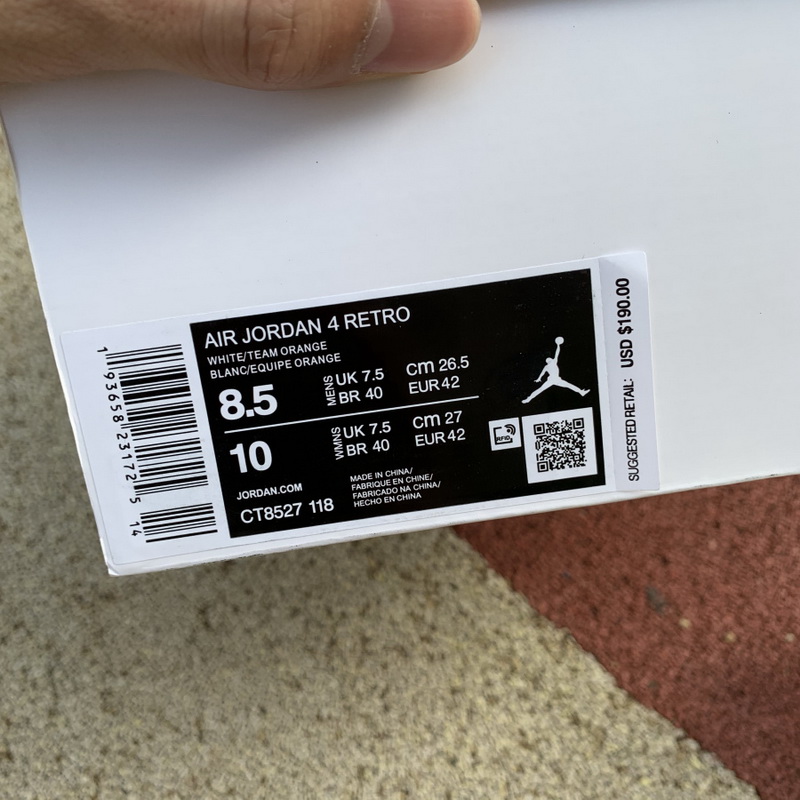 AIR JORDAN 4 RETRO
WHITE/TEAM ORANGE
BLANC/EQUIPE ORANGE
8.5 MENS UK 7.5 cm 26.5
BR 40 EUR 42
10 WMNS UK 7.5 cm 27
BR 40 EUR 42
JORDAN.COM
CT8527 118
MADE IN CHINA/
FABRIQUE EN CHINE/
FABRICADO NA CHINA/
HECHO EN CHINA
RFID
1 93658 23172 5 14
SUGGESTED RETAIL: USD $190.00